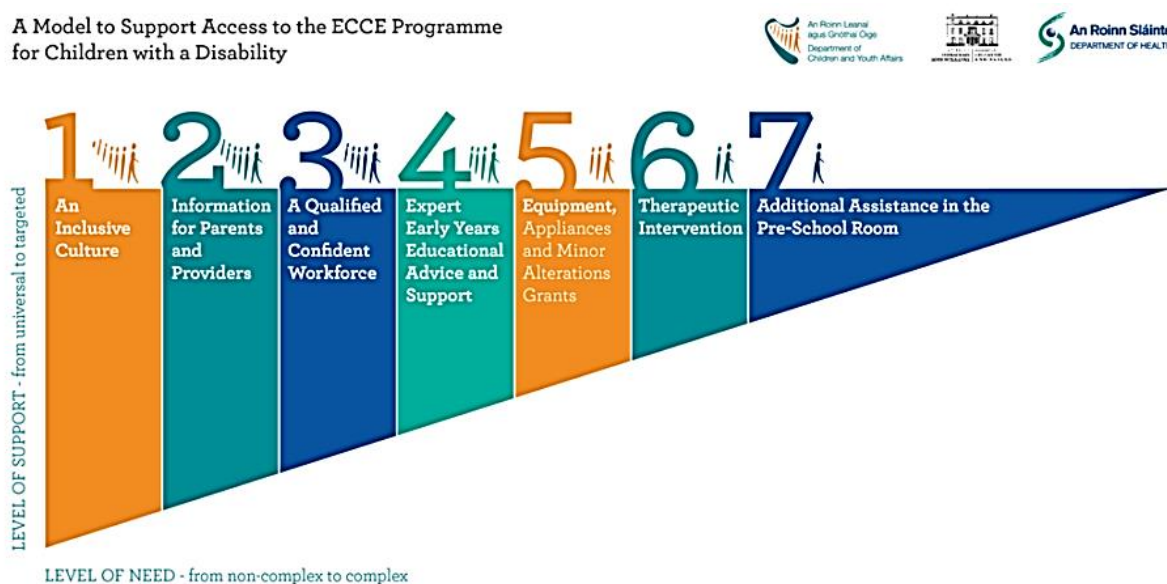 A Model to Support Access to the ECCE Programme
for Children with a Disability
An Roinn Leanaí
agus Gnóthaí Óige
Department of
Children and Youth Affairs
An Roinn Sláinte
DEPARTMENT OF HEALTH
1
An
Inclusive
Culture
2
Information
for Parents
and
Providers
3
A Qualified
and
Confident
Workforce
4
Expert
Early Years
Educational
Advice and
Support
5
Equipment,
Appliances
and Minor
Alterations
Grants
6
Therapeutic
Intervention
7
Additional Assistance in the
Pre-School Room
LEVEL OF SUPPORT - from universal to targeted
LEVEL OF NEED - from non-complex to complex